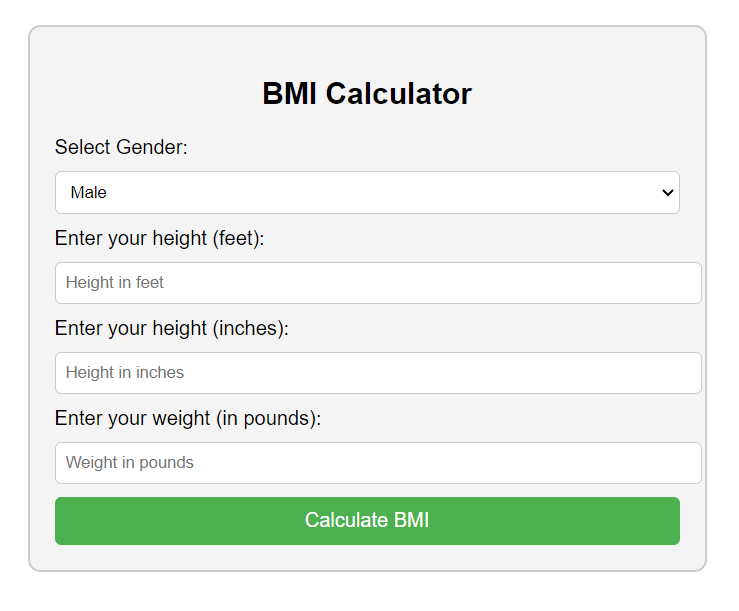 BMI Calculator
Select Gender:
Male
Enter your height (feet):
Height in feet
Enter your height (inches):
Height in inches
Enter your weight (in pounds):
Weight in pounds
Calculate BMI